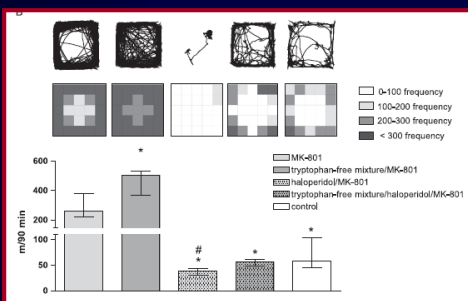 B
0-100 frequency
100-200 frequency
200-300 frequency
< 300 frequency
600
400
200
100
50
0
m/90 min
*
#
*
*
*
MK-801
tryptophan-free mixture/MK-801
haloperidol/MK-801
tryptophan-free mixture/haloperidol/MK-801
control